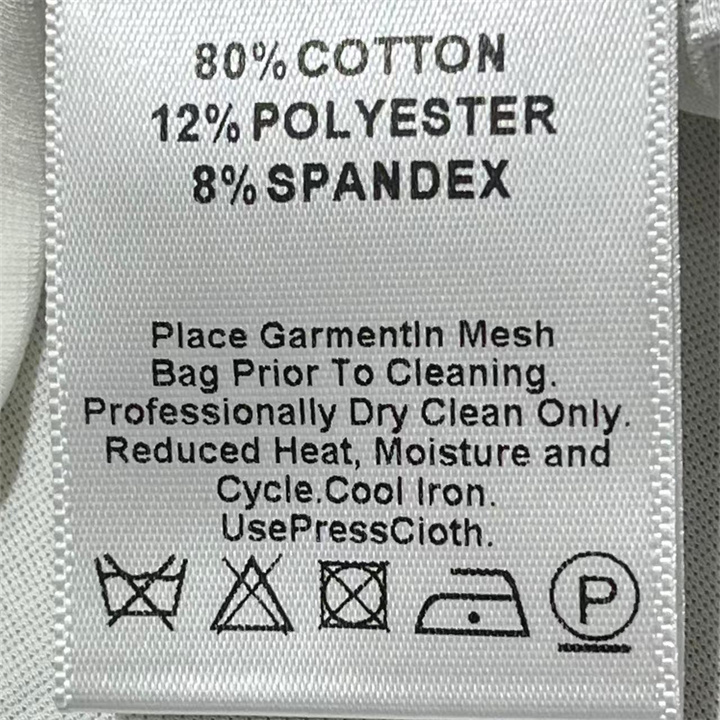 80% COTTON
12% POLYESTER
8% SPANDEX
Place GarmentIn Mesh
Bag Prior To Cleaning.
Professionally Dry Clean Only.
Reduced Heat, Moisture and
Cycle.Cool Iron.
UsePressCioth.
P